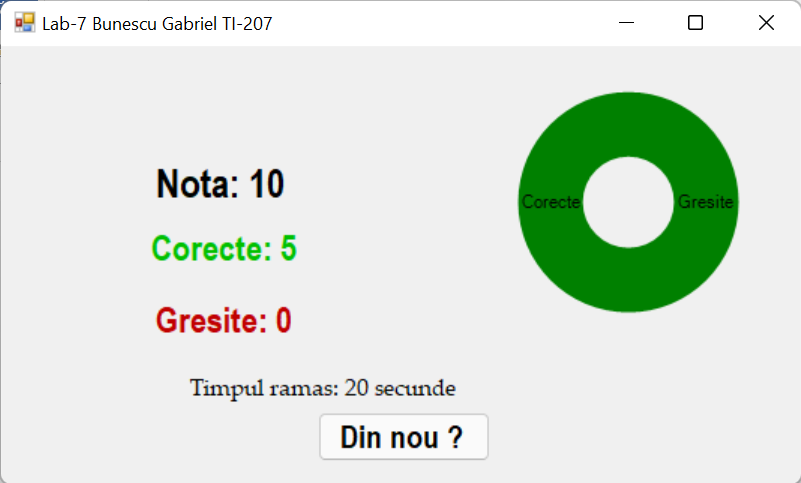 Lab-7 Bunescu Gabriel TI-207
Nota: 10
Corecte: 5
Gresite: 0
Corecte
Gresite
Timpul ramas: 20 secunde
Din nou ?